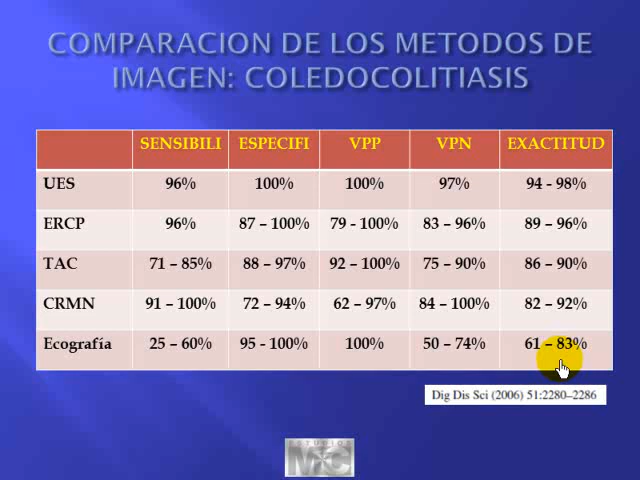 COMPARACION DE LOS METODOS DE
IMAGEN: COLEDOCOLITIASIS
SENSIBILI ESPECIFI VPP VPN EXACTITUD
UES 96% 100% 100% 97% 94 - 98%
ERCP 96% 87 – 100% 79 - 100% 83 – 96% 89 – 96%
TAC 71 – 85% 88 – 97% 92 – 100% 75 – 90% 86 – 90%
CRMN 91 – 100% 72 – 94% 62 – 97% 84 – 100% 82 – 92%
Ecografía 25 – 60% 95 - 100% 100% 50 – 74% 61 – 83%
Dig Dis Sci (2006) 51:2280–2286
ESTUDIOS
MC